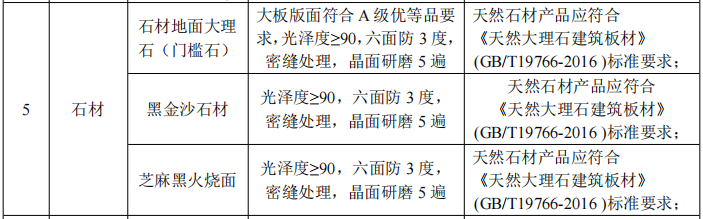 5
石材
石材地面大理
石（门槛石）
大板版面符合 A 级优等品要
求，光泽度≥90，六面防 3 度，
密缝处理，晶面研磨 5 遍
天然石材产品应符合
《天然大理石建筑板材》
(GB/T19766-2016 )标准要求；
黑金沙石材
光泽度≥90，六面防 3 度，
密缝处理，晶面研磨 5 遍
天然石材产品应符合
《天然大理石建筑板材》
(GB/T19766-2016 )标准要求；
芝麻黑火烧面
光泽度≥90，六面防 3 度，
密缝处理，晶面研磨 5 遍
天然石材产品应符合
《天然大理石建筑板材》
(GB/T19766-2016 )标准要求；